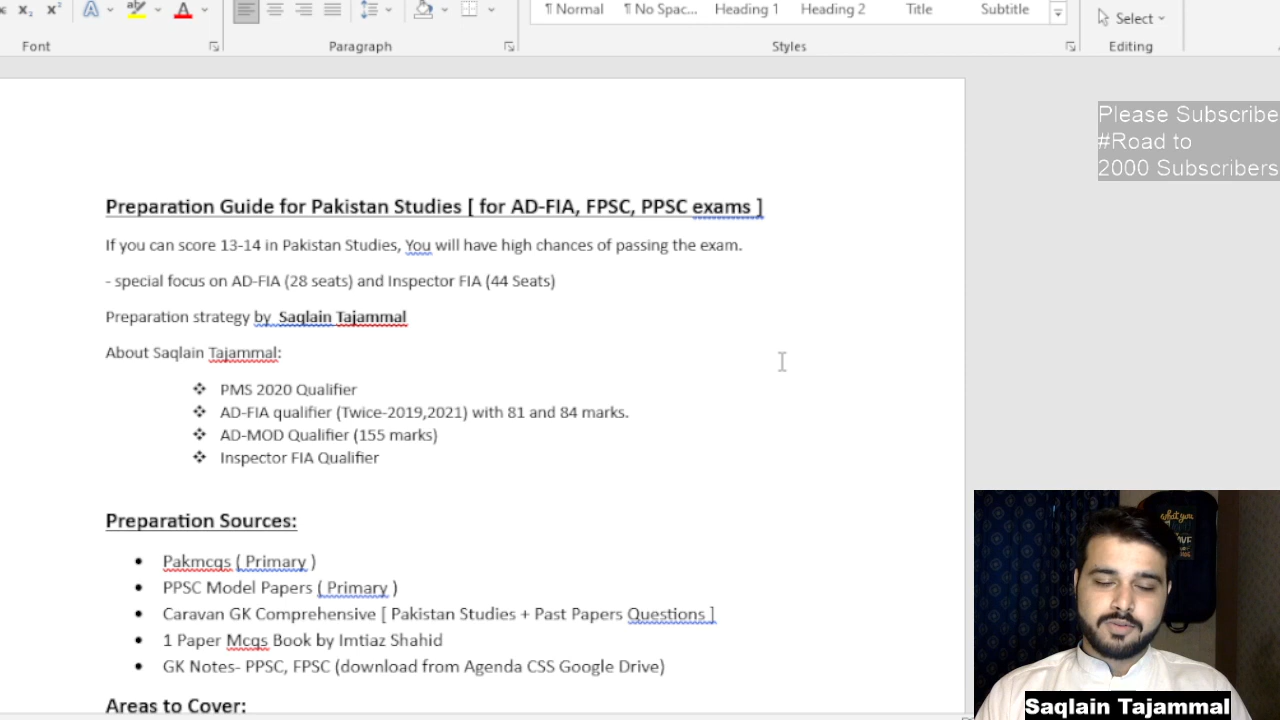 Font
Paragraph
¶ Normal
¶ No Spac...
Heading 1
Heading 2
Title
Subtitle
Styles
Select
Editing
Please Subscribe
#Road to
2000 Subscribers
Preparation Guide for Pakistan Studies [ for AD-FIA, FPSC, PPSC exams ]
If you can score 13-14 in Pakistan Studies, You will have high chances of passing the exam.
- special focus on AD-FIA (28 seats) and Inspector FIA (44 Seats)
Preparation strategy by Saqlain Tajammal
About Saqlain Tajammal:
❖ PMS 2020 Qualifier
❖ AD-FIA qualifier (Twice-2019,2021) with 81 and 84 marks.
❖ AD-MOD Qualifier (155 marks)
❖ Inspector FIA Qualifier
Preparation Sources:
• Pakmcqs ( Primary )
• PPSC Model Papers ( Primary )
• Caravan GK Comprehensive [ Pakistan Studies + Past Papers Questions ]
• 1 Paper Mcqs Book by Imtiaz Shahid
• GK Notes- PPSC, FPSC (download from Agenda CSS Google Drive)
Areas to Cover:
Saqlain Tajammal